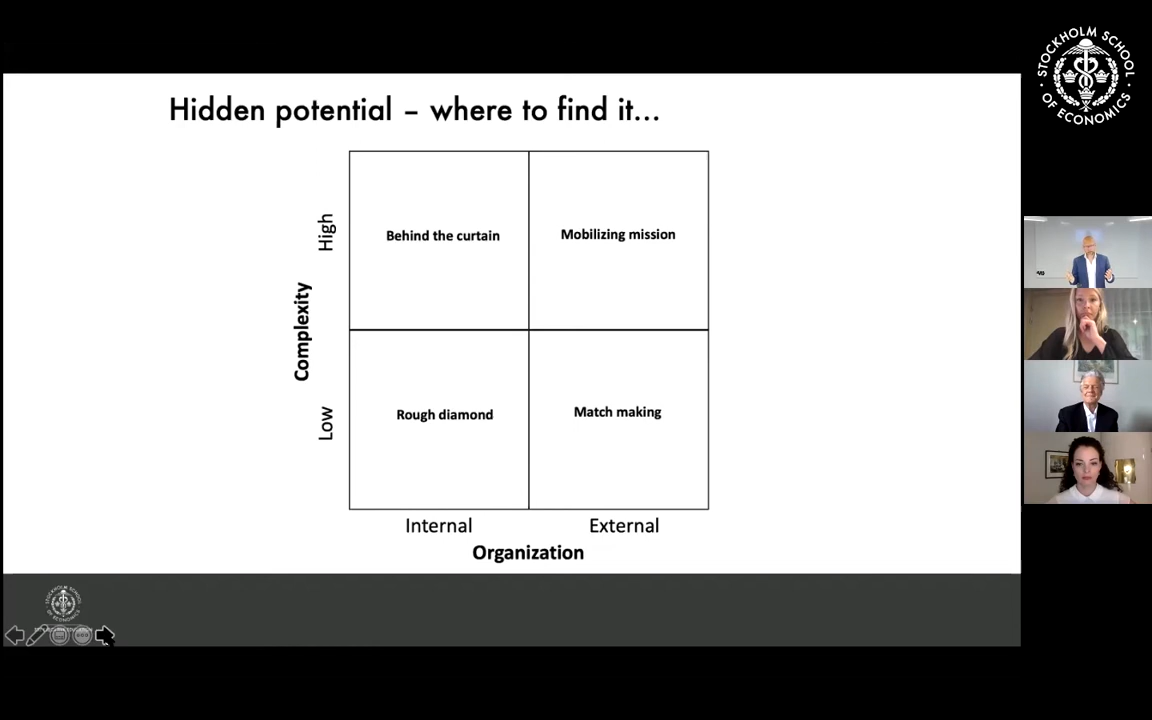 STOCKHOLM SCHOOL
OF ECONOMICS
Hidden potential – where to find it...
High
Behind the curtain
Mobilizing mission
Complexity
Low
Rough diamond
Match making
Internal
External
Organization